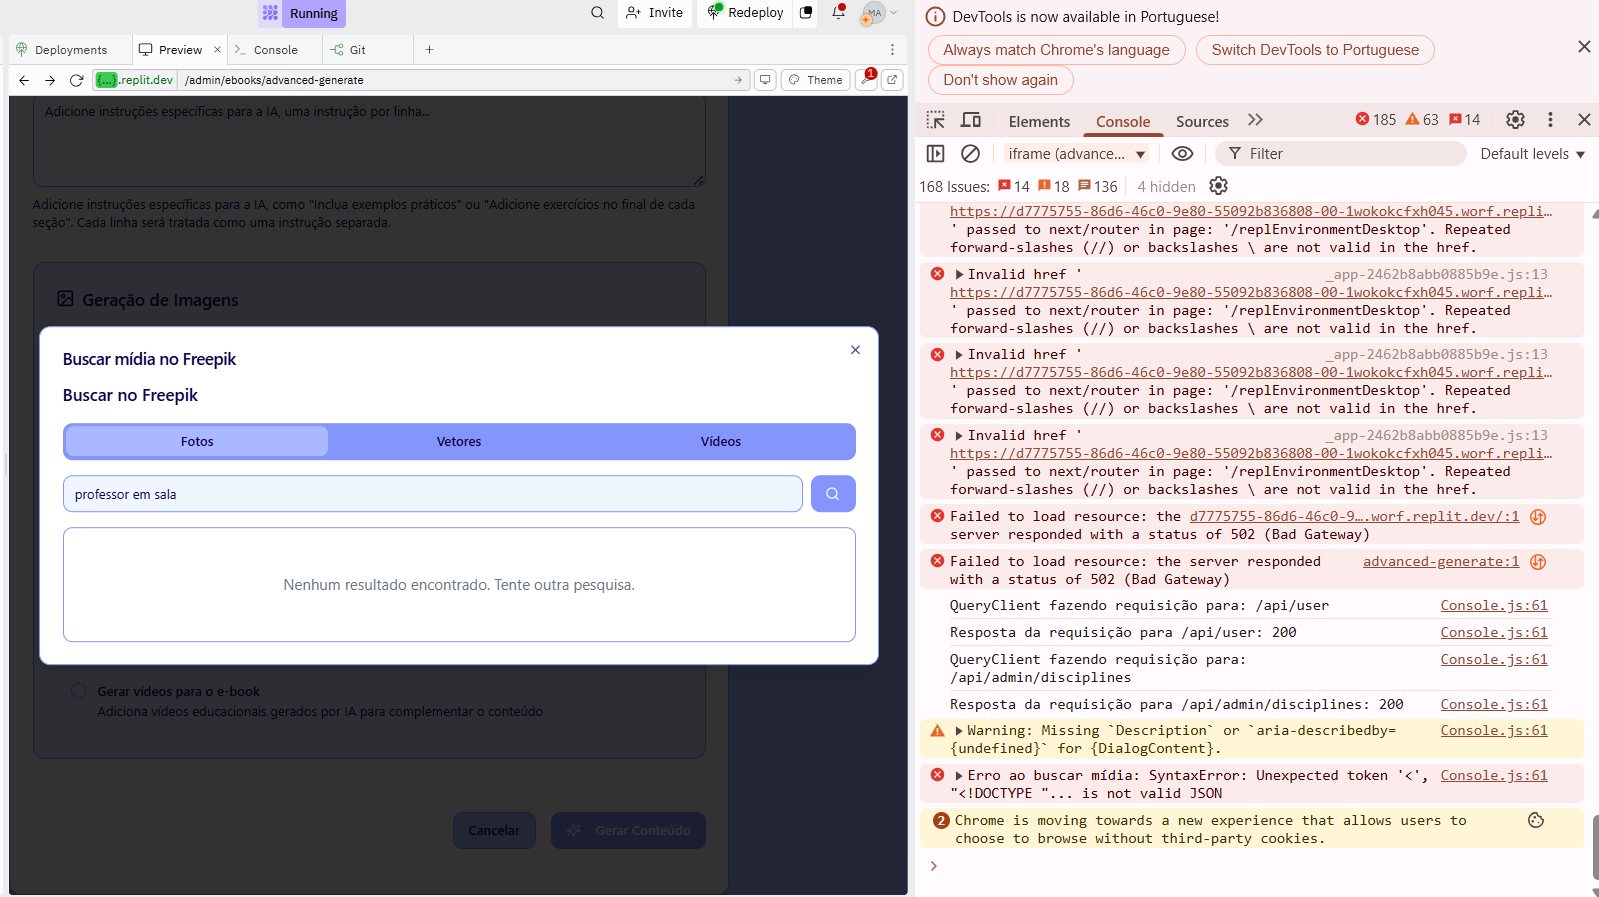 Running
Invite
Redeploy
MA
Deployments
Preview
Console
Git
{...}.replit.dev /admin/ebooks/advanced-generate
Theme
1
Adicione instruções específicas para a IA, uma instrução por linha...
Adicione instruções específicas para a IA, como "Inclua exemplos práticos" ou "Adicione exercícios no final de cada
seção". Cada linha será tratada como uma instrução separada.
Geração de Imagens
Buscar mídia no Freepik
Buscar no Freepik
Fotos Vetores Vídeos
professor em sala
Nenhum resultado encontrado. Tente outra pesquisa.
Gerar vídeos para o e-book
Adiciona vídeos educacionais gerados por IA para complementar o conteúdo
Cancelar
Gerar Conteúdo
DevTools is now available in Portuguese!
Always match Chrome's language
Switch DevTools to Portuguese
Don't show again
Elements Console Sources 185 63 14
iframe (advance... Filter Default levels
168 Issues: 14 18 136 4 hidden
https://d7775755-86d6-46c0-9e80-55092b836808-00-1wokokcfxh045.worf.repli…
' passed to next/router in page: '/replEnvironmentDesktop'. Repeated
forward-slashes (//) or backslashes \ are not valid in the href.
Invalid href ' _app-2462b8abb0885b9e.js:13
https://d7775755-86d6-46c0-9e80-55092b836808-00-1wokokcfxh045.worf.repli…
' passed to next/router in page: '/replEnvironmentDesktop'. Repeated
forward-slashes (//) or backslashes \ are not valid in the href.
Invalid href ' _app-2462b8abb0885b9e.js:13
https://d7775755-86d6-46c0-9e80-55092b836808-00-1wokokcfxh045.worf.repli…
' passed to next/router in page: '/replEnvironmentDesktop'. Repeated
forward-slashes (//) or backslashes \ are not valid in the href.
Invalid href ' _app-2462b8abb0885b9e.js:13
https://d7775755-86d6-46c0-9e80-55092b836808-00-1wokokcfxh045.worf.repli…
' passed to next/router in page: '/replEnvironmentDesktop'. Repeated
forward-slashes (//) or backslashes \ are not valid in the href.
Failed to load resource: the d7775755-86d6-46c0-9….worf.replit.dev/:1
server responded with a status of 502 (Bad Gateway)
Failed to load resource: the server responded advanced-generate:1
with a status of 502 (Bad Gateway)
QueryClient fazendo requisição para: /api/user Console.js:61
Resposta da requisição para /api/user: 200 Console.js:61
QueryClient fazendo requisição para: Console.js:61
/api/admin/disciplines
Resposta da requisição para /api/admin/disciplines: 200 Console.js:61
Warning: Missing `Description` or `aria-describedby= Console.js:61
{undefined}` for {DialogContent}.
Erro ao buscar mídia: SyntaxError: Unexpected token '<', Console.js:61
"<!DOCTYPE "... is not valid JSON
2 Chrome is moving towards a new experience that allows users to
choose to browse without third-party cookies.